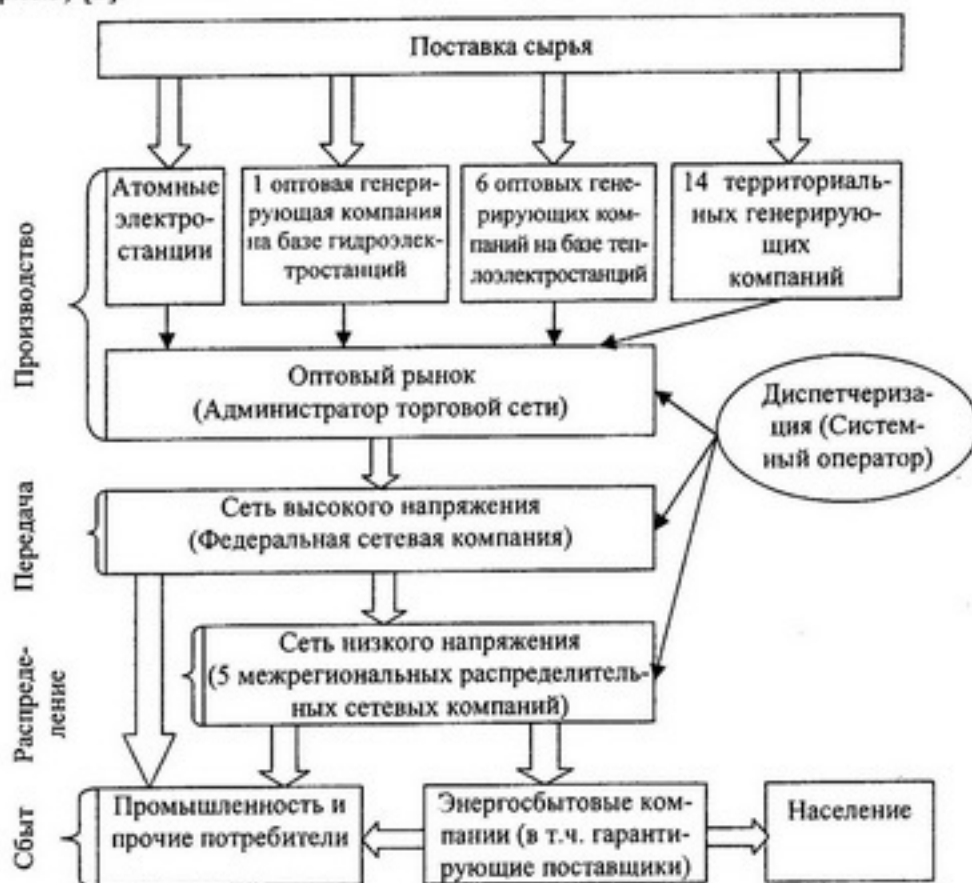 Поставка сырья
Атомные
электро-
станции
1 оптовая генери-
рующая компания
на базе гидроэлек-
тростанций
6 оптовых гене-
рирующих ком-
паний на базе теп-
лоэлектростанций
14 территориаль-
ных генерирую-
щих
компаний
Производство
Оптовый рынок
(Администратор торговой сети)
Диспетчериза-
ция (Систем-
ный оператор)
Передача
Сеть высокого напряжения
(Федеральная сетевая компания)
Распреде-
ление
Сеть низкого напряжения
(5 межрегиональных распределитель-
ных сетевых компаний)
Сбыт
Промышленность и
прочие потребители
Энергосбытовые ком-
пании (в т.ч. гаранти-
рующие поставщики)
Население